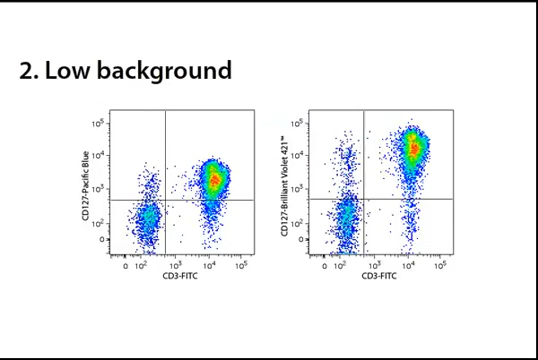 2. Low background
CD127-Pacific Blue
10⁵
10⁴
10³
10²
0
0 10² 10³ 10⁴ 10⁵
CD3-FITC
CD127-Brilliant Violet 421™
10⁵
10⁴
10³
10²
0
0 10² 10³ 10⁴ 10⁵
CD3-FITC